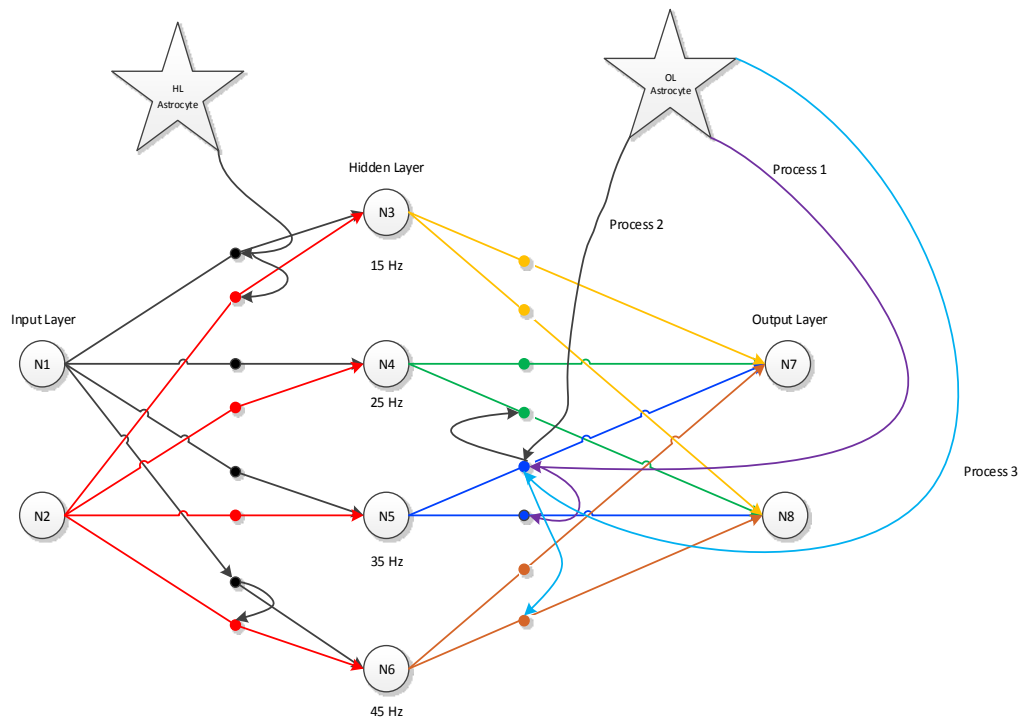 HL
Astrocyte
OL
Astrocyte
Process 1
Hidden Layer
N3
Process 2
15 Hz
Input Layer
Output Layer
N1
N4
N7
25 Hz
Process 3
N2
N5
N8
35 Hz
N6
45 Hz